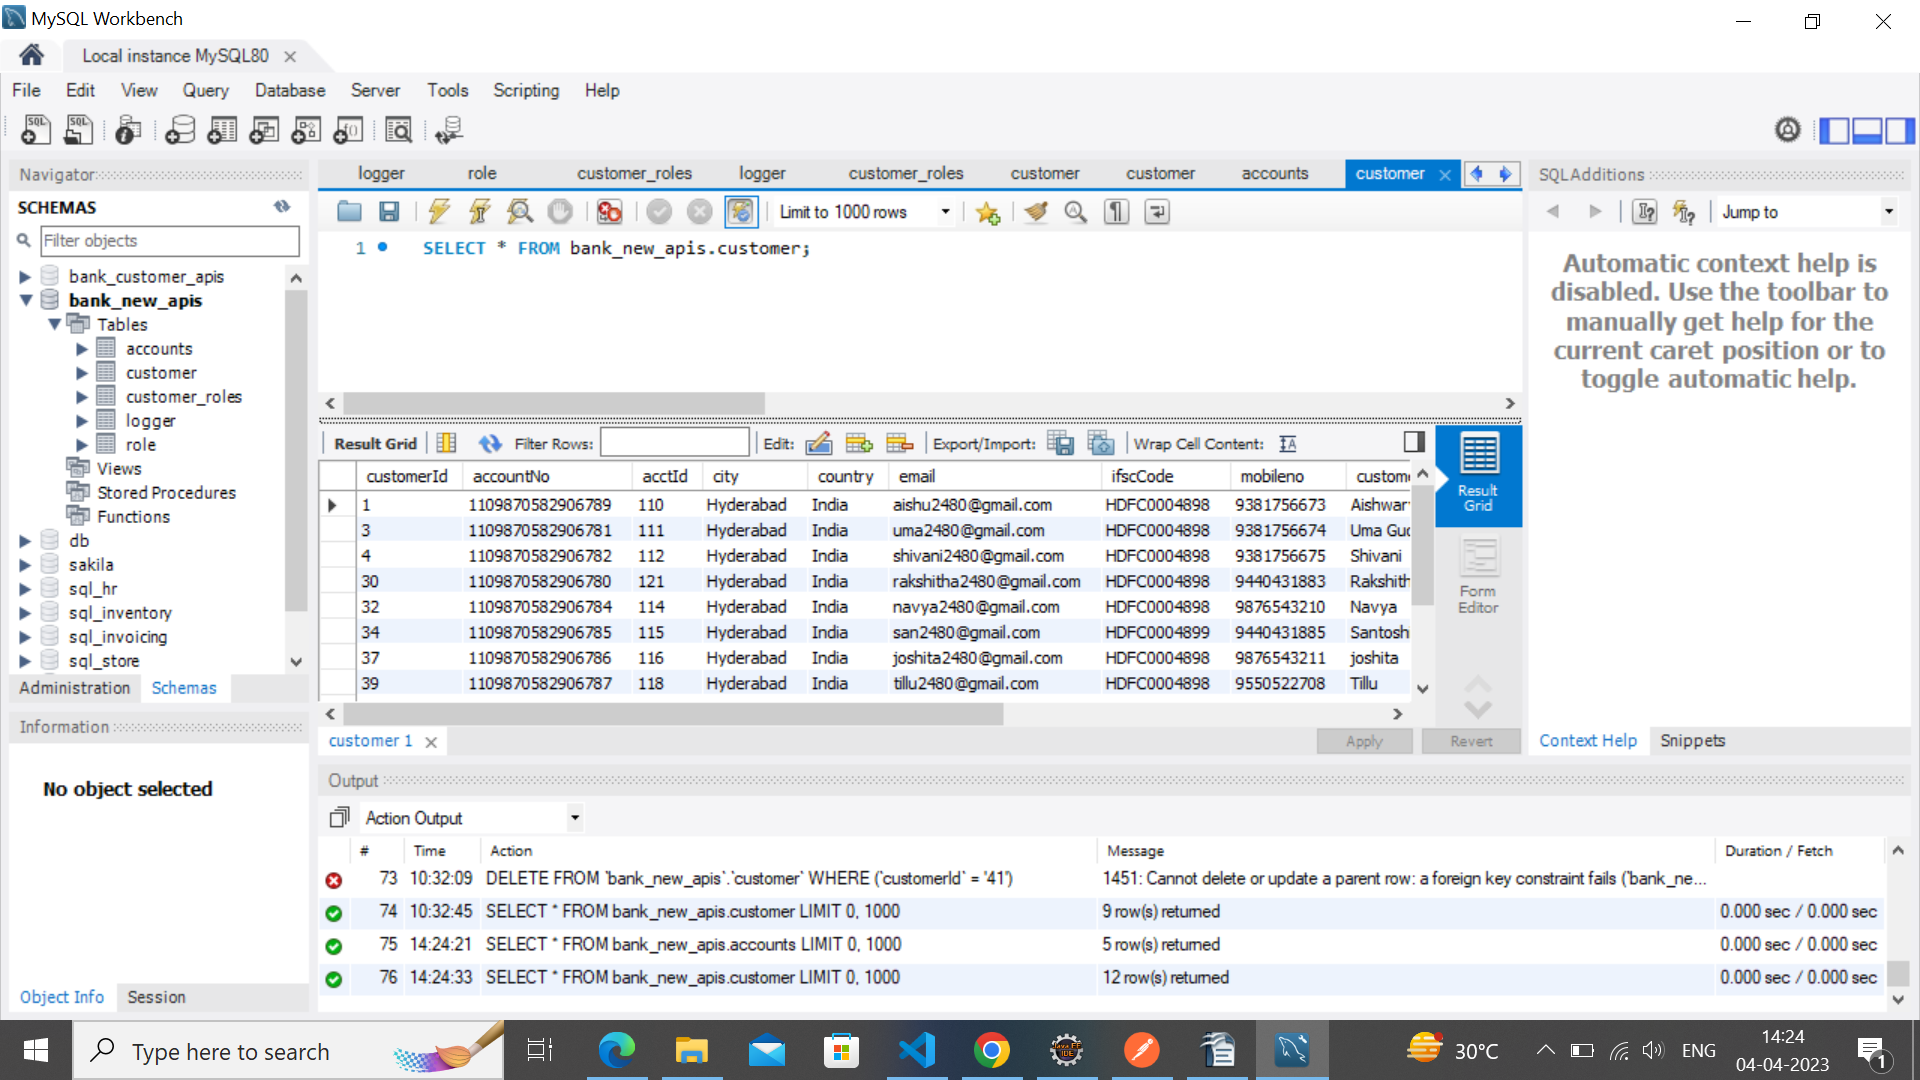 MySQL Workbench
Local instance MySQL80
File Edit View Query Database Server Tools Scripting Help
Navigator
SCHEMAS
Filter objects
bank_customer_apis
bank_new_apis
Tables
accounts
customer
customer_roles
logger
role
Views
Stored Procedures
Functions
db
sakila
sql_hr
sql_inventory
sql_invoicing
sql_store
Administration Schemas
Information
No object selected
Object Info Session
logger role customer_roles logger customer_roles customer customer accounts customer
Limit to 1000 rows
1 SELECT * FROM bank_new_apis.customer;
Result Grid Filter Rows: Edit: Export/Import: Wrap Cell Content:
customerId accountNo acctId city country email ifscCode mobileno custome
1 1109870582906789 110 Hyderabad India aishu2480@gmail.com HDFC0004898 9381756673 Aishwar
3 1109870582906781 111 Hyderabad India uma2480@gmail.com HDFC0004898 9381756674 Uma Gud
4 1109870582906782 112 Hyderabad India shivani2480@gmail.com HDFC0004898 9381756675 Shivani
30 1109870582906780 121 Hyderabad India rakshitha2480@gmail.com HDFC0004898 9440431883 Rakshith
32 1109870582906784 114 Hyderabad India navya2480@gmail.com HDFC0004898 9876543210 Navya
34 1109870582906785 115 Hyderabad India san2480@gmail.com HDFC0004899 9440431885 Santosh
37 1109870582906786 116 Hyderabad India joshita2480@gmail.com HDFC0004898 9876543211 joshita
39 1109870582906787 118 Hyderabad India tillu2480@gmail.com HDFC0004898 9550522708 Tillu
Result
Grid
Form
Editor
customer 1
Apply Revert
SQLAdditions
Jump to
Automatic context help is
disabled. Use the toolbar to
manually get help for the
current caret position or to
toggle automatic help.
Context Help Snippets
Output
Action Output
# Time Action Message Duration / Fetch
73 10:32:09 DELETE FROM `bank_new_apis`.`customer` WHERE (`customerId` = '41') 1451: Cannot delete or update a parent row: a foreign key constraint fails (`bank_ne...
74 10:32:45 SELECT * FROM bank_new_apis.customer LIMIT 0, 1000 9 row(s) returned 0.000 sec / 0.000 sec
75 14:24:21 SELECT * FROM bank_new_apis.accounts LIMIT 0, 1000 5 row(s) returned 0.000 sec / 0.000 sec
76 14:24:33 SELECT * FROM bank_new_apis.customer LIMIT 0, 1000 12 row(s) returned 0.000 sec / 0.000 sec
Type here to search
30°C
ENG
14:24
04-04-2023
1